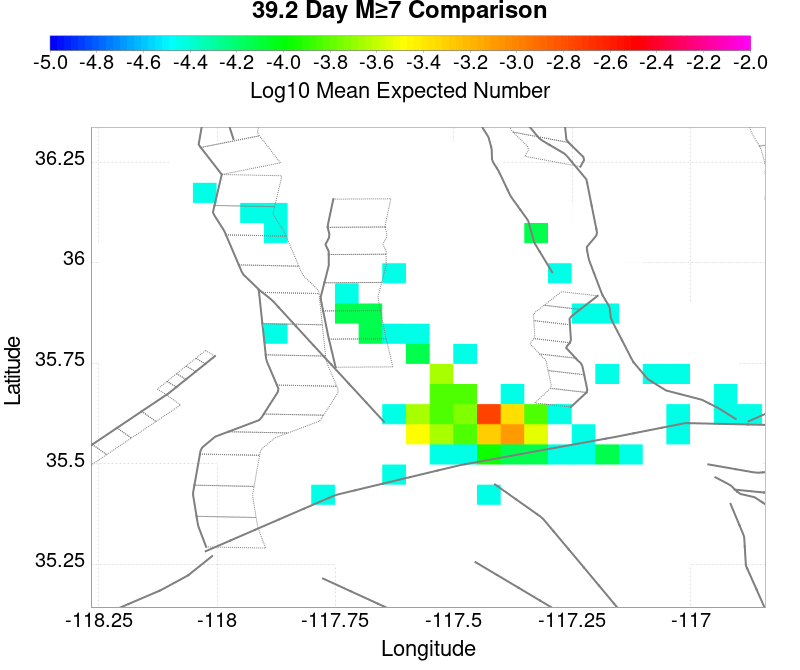 39.2 Day M≥7 Comparison
-5.0 -4.8 -4.6 -4.4 -4.2 -4.0 -3.8 -3.6 -3.4 -3.2 -3.0 -2.8 -2.6 -2.4 -2.2 -2.0
Log10 Mean Expected Number
36.25
36
35.75
35.5
35.25
Latitude
-118.25 -118 -117.75 -117.5 -117.25 -117
Longitude